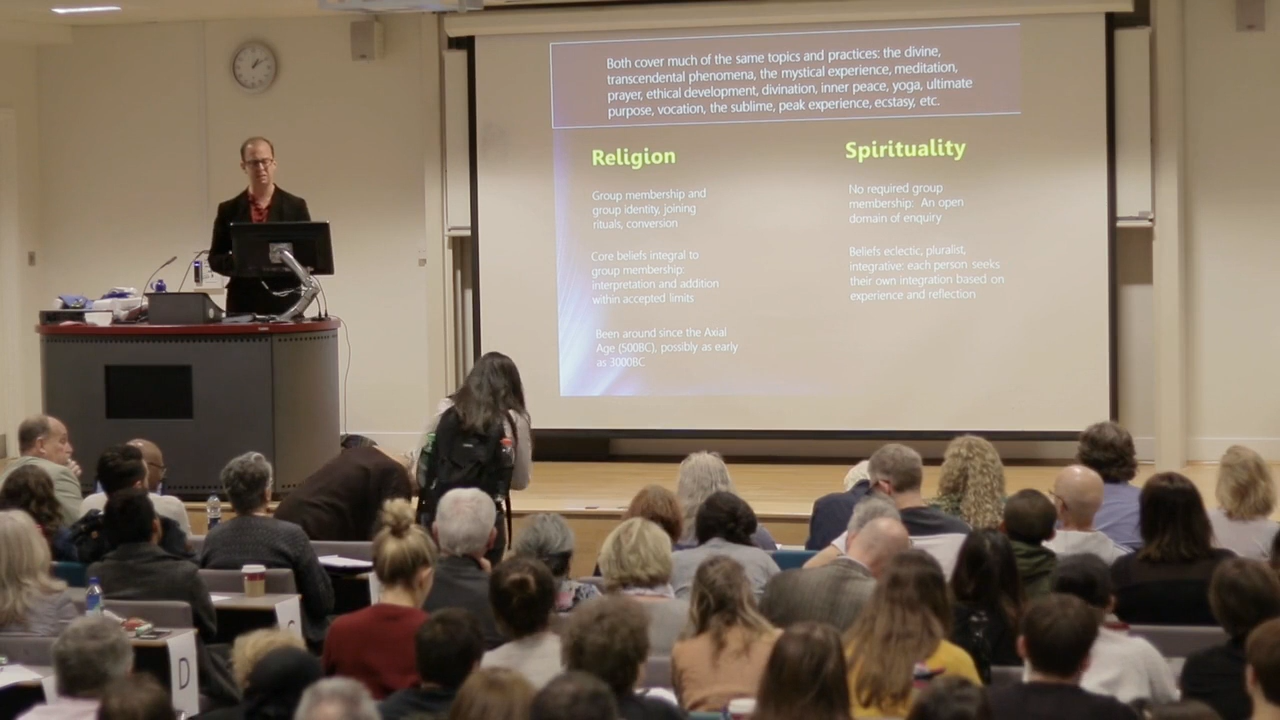 Both cover much of the same topics and practices: the divine,
transcendental phenomena, the mystical experience, meditation,
prayer, ethical development, divination, inner peace, yoga, ultimate
purpose, vocation, the sublime, peak experience, ecstasy, etc.
Religion
Group membership and
group identity, joining
rituals, conversion
Core beliefs integral to
group membership:
interpretation and addition
within accepted limits
Been around since the Axial
Age (500BC), possibly as early
as 3000BC
Spirituality
No required group
membership: An open
domain of enquiry
Beliefs eclectic, pluralist,
integrative: each person seeks
their own integration based on
experience and reflection
D